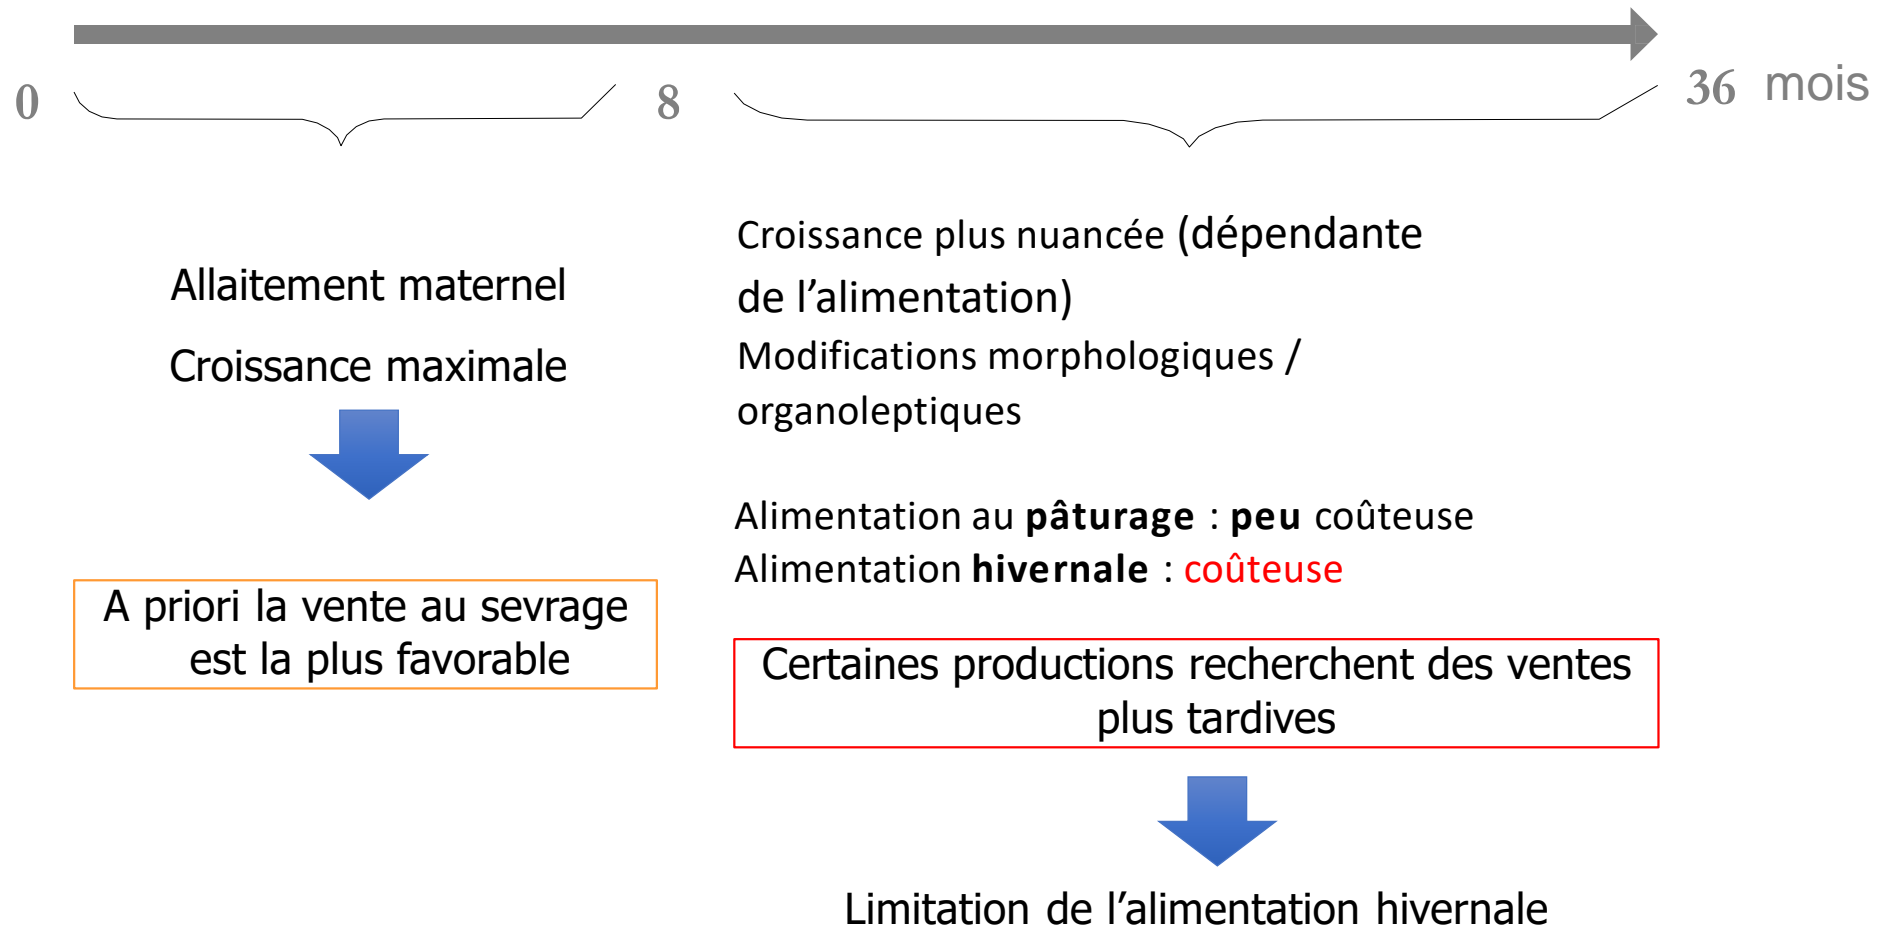 0
8
36 mois
Allaitement maternel
Croissance maximale
A priori la vente au sevrage
est la plus favorable
Croissance plus nuancée (dépendante
de l’alimentation)
Modifications morphologiques /
organoleptiques
Alimentation au pâturage : peu coûteuse
Alimentation hivernale : coûteuse
Certaines productions recherchent des ventes
plus tardives
Limitation de l’alimentation hivernale